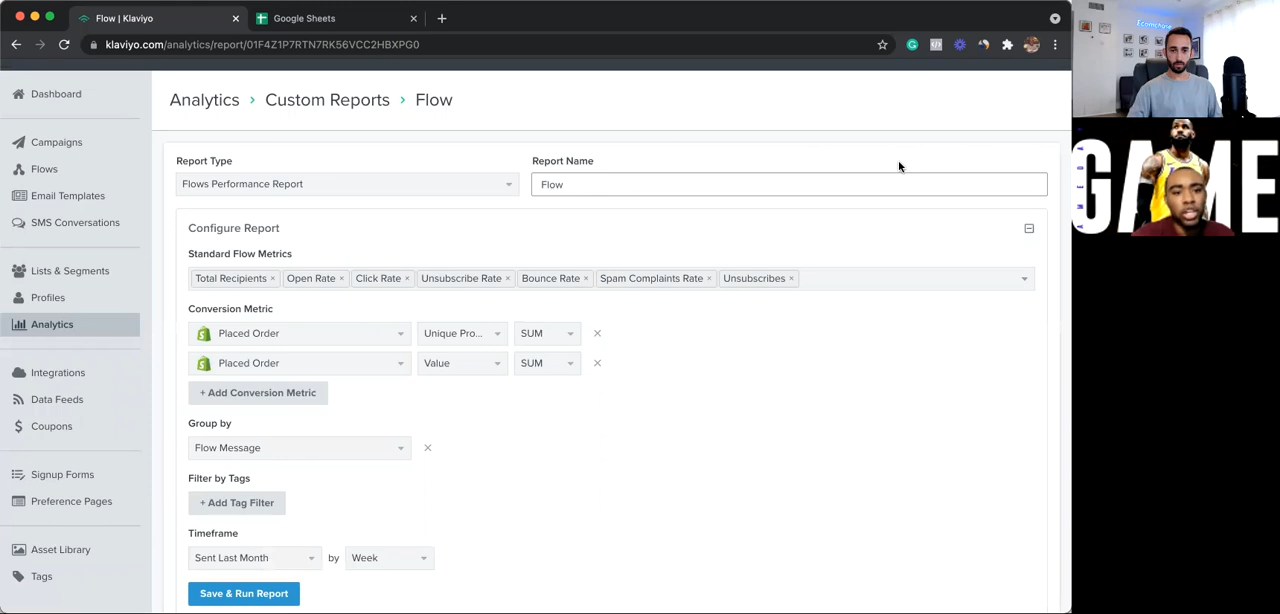 Flow | Klaviyo
Google Sheets
klaviyo.com/analytics/report/01F4Z1P7RTN7RK56VCC2HBXPG0
Dashboard
Campaigns
Flows
Email Templates
SMS Conversations
Lists & Segments
Profiles
Analytics
Integrations
Data Feeds
Coupons
Signup Forms
Preference Pages
Asset Library
Tags
Analytics › Custom Reports › Flow
Report Type
Report Name
Flows Performance Report
Flow
Configure Report
Standard Flow Metrics
Total Recipients × Open Rate × Click Rate × Unsubscribe Rate × Bounce Rate × Spam Complaints Rate × Unsubscribes ×
Conversion Metric
Placed Order Unique Pro... SUM ×
Placed Order Value SUM ×
+ Add Conversion Metric
Group by
Flow Message ×
Filter by Tags
+ Add Tag Filter
Timeframe
Sent Last Month by Week
Save & Run Report
Ecomchase
GAME